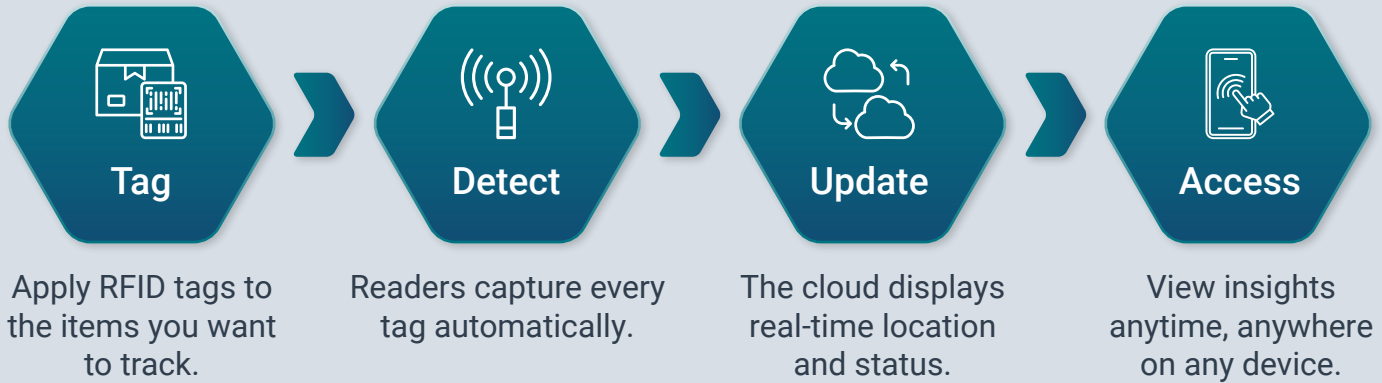 Tag
Apply RFID tags to
the items you want
to track.
Detect
Readers capture every
tag automatically.
Update
The cloud displays
real-time location
and status.
Access
View insights
anytime, anywhere
on any device.